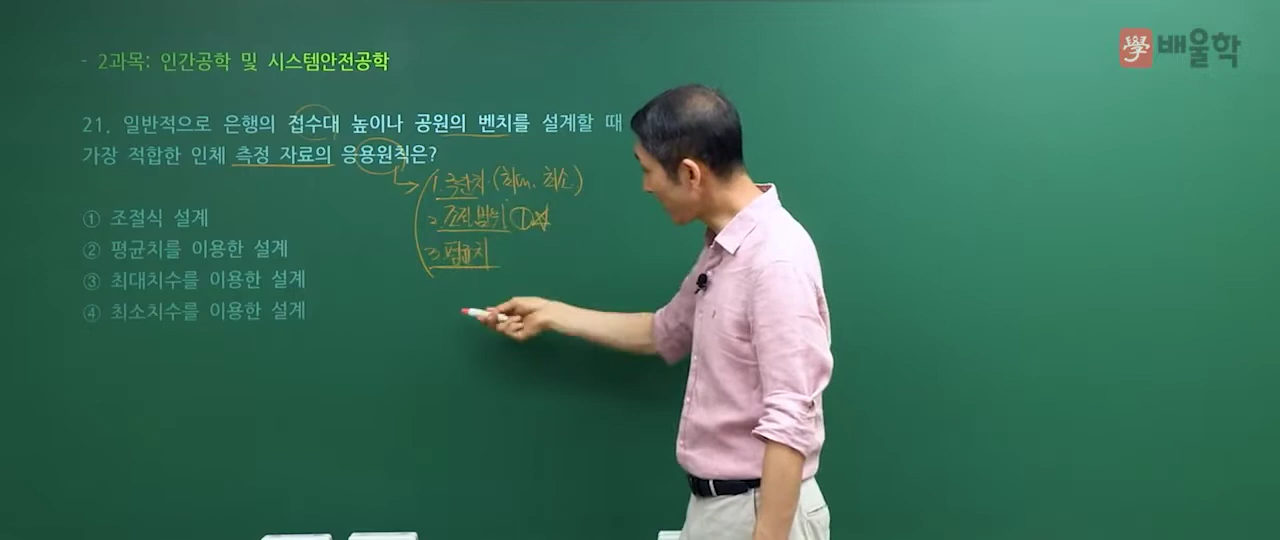 - 2과목: 인간공학 및 시스템안전공학
學 배울학
21. 일반적으로 은행의 접수대 높이나 공원의 벤치를 설계할 때
가장 적합한 인체 측정 자료의 응용원칙은?
1. 극단치 (최대, 최소)
① 조절식 설계
2. 조절범위 ①
② 평균치를 이용한 설계
3. 평균치
③ 최대치수를 이용한 설계
④ 최소치수를 이용한 설계